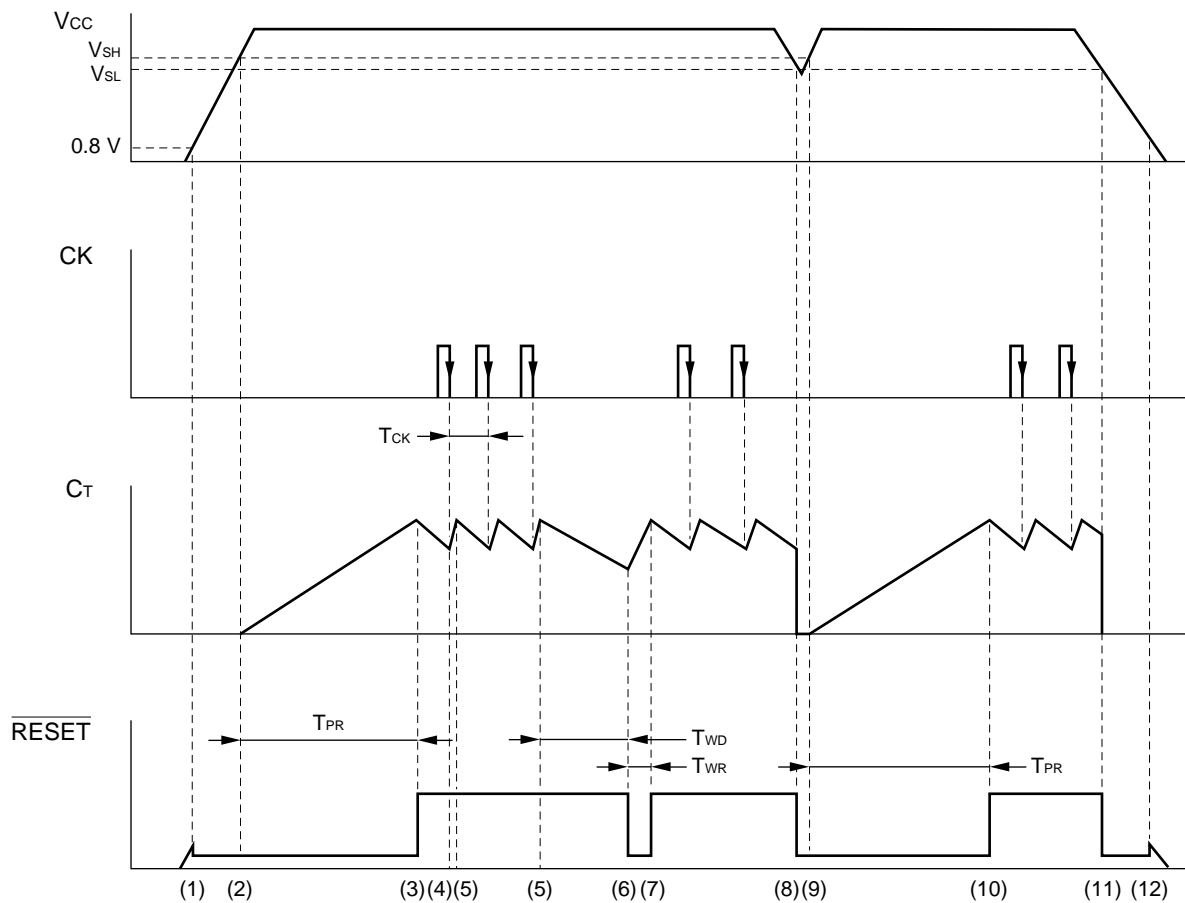 VCC
VSH
VSL
0.8 V
CK
TCK
CT
RESET
TPR
TWD
TWR
TPR
(1) (2) (3) (4) (5) (5) (6) (7) (8) (9) (10) (11) (12)